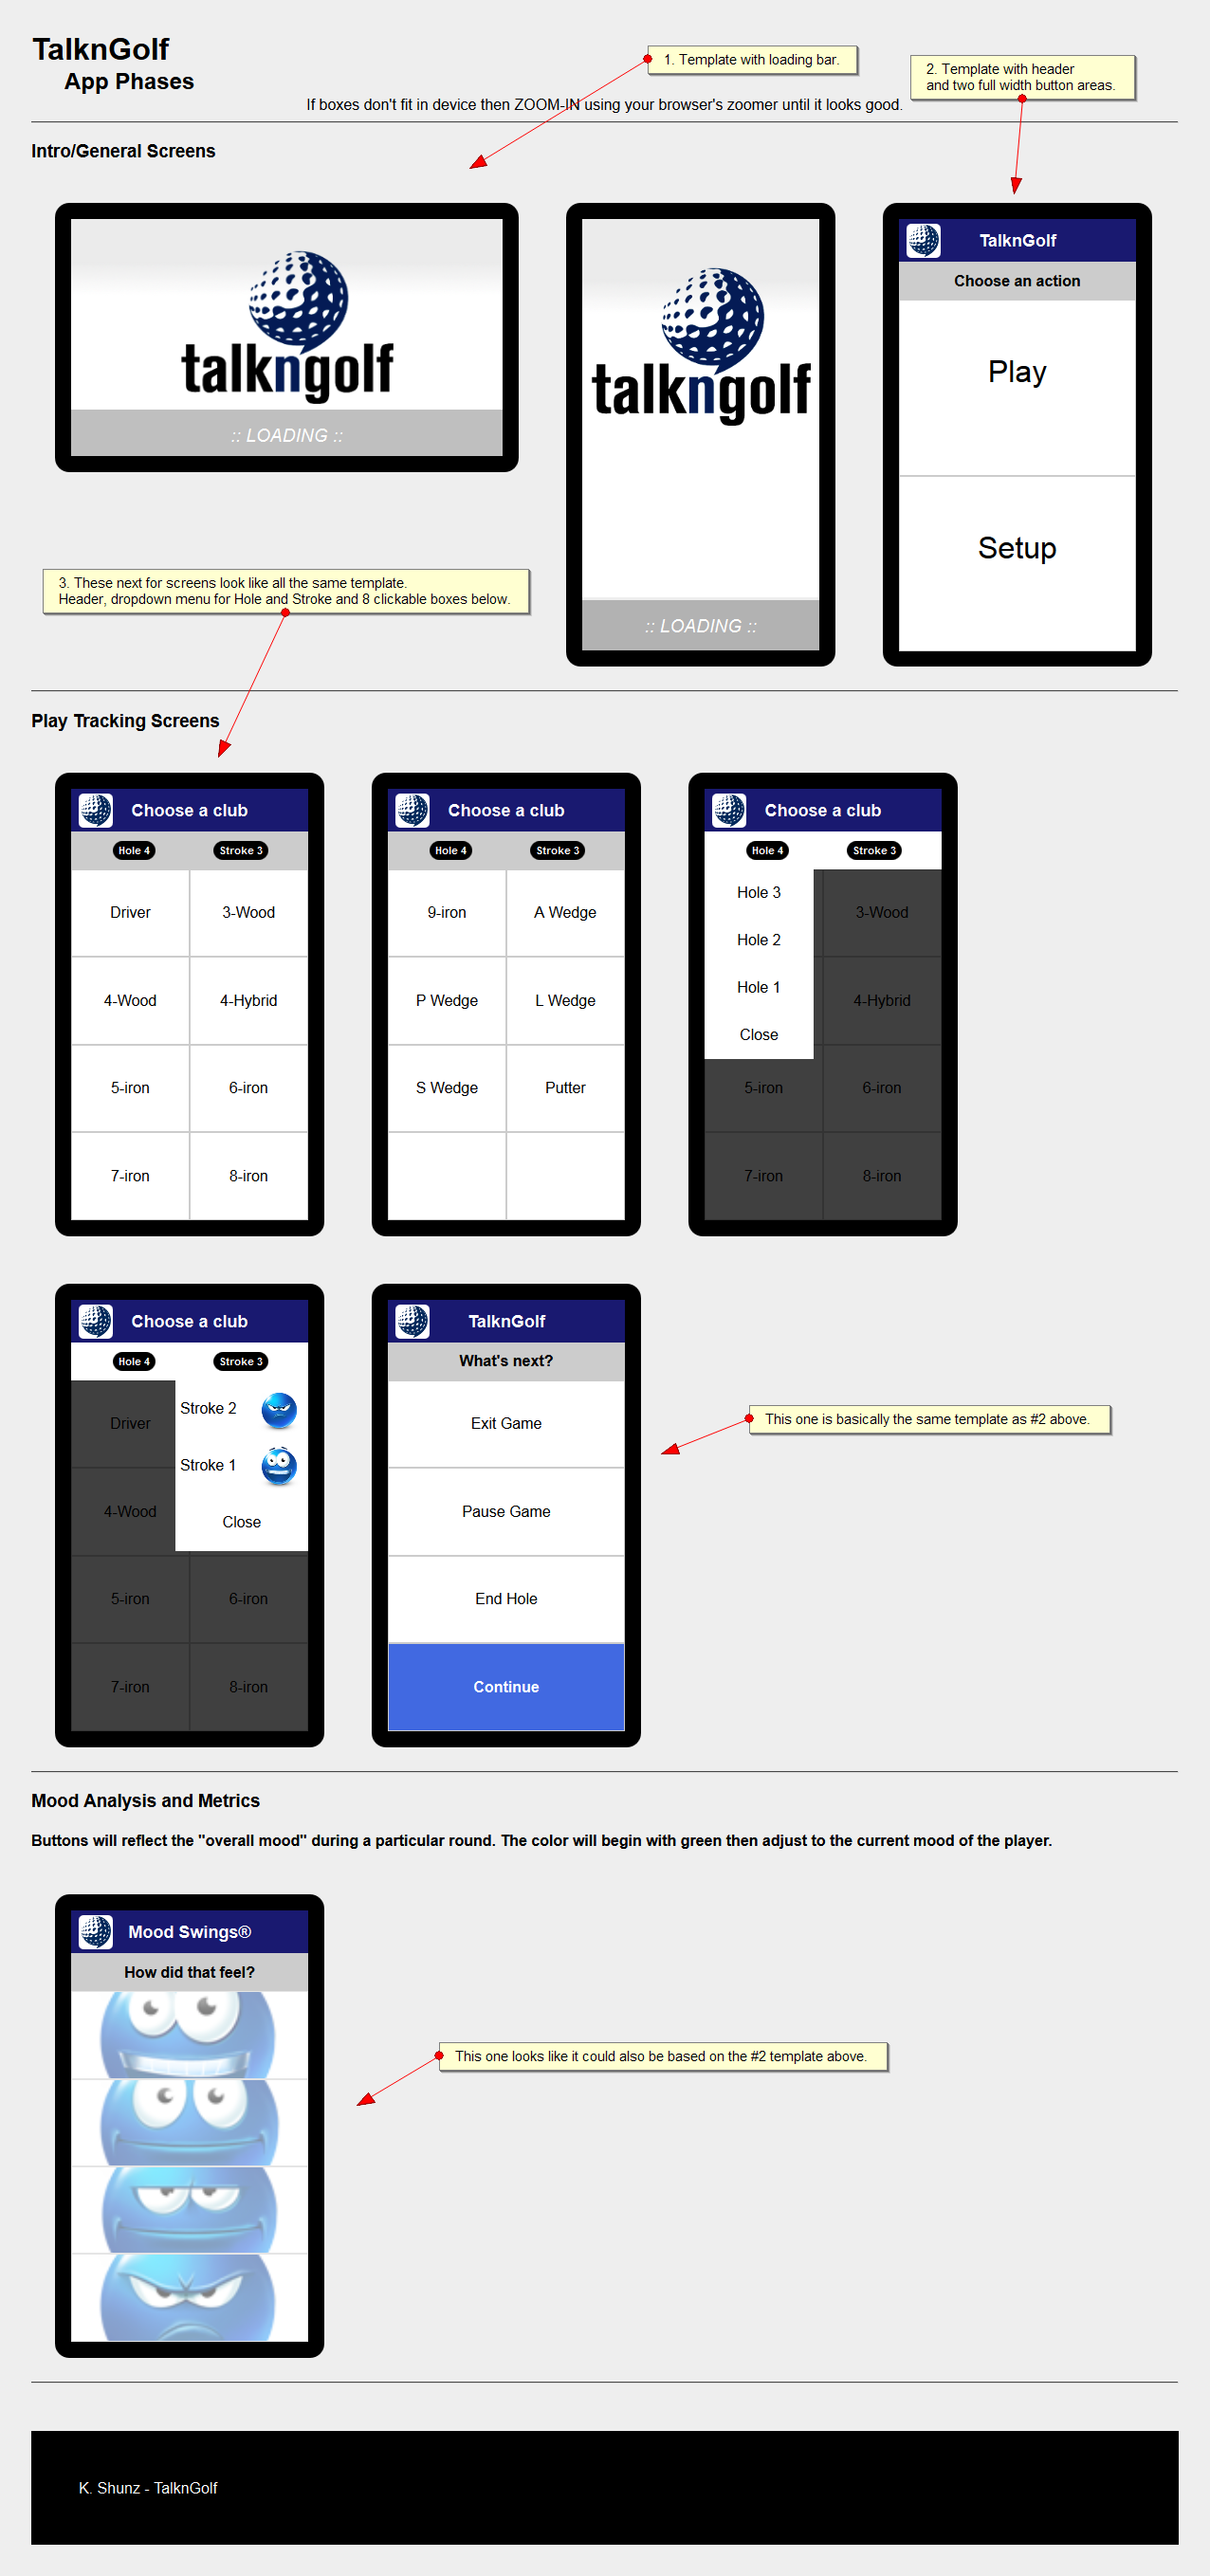 TalknGolf
App Phases
1. Template with loading bar.
2. Template with header
and two full width button areas.
If boxes don't fit in device then ZOOM-IN using your browser's zoomer until it looks good.
Intro/General Screens
talkngolf
:: LOADING ::
talkngolf
:: LOADING ::
TalknGolf
Choose an action
Play
Setup
3. These next for screens look like all the same template.
Header, dropdown menu for Hole and Stroke and 8 clickable boxes below.
Play Tracking Screens
Choose a club
Hole 4 Stroke 3
Driver 3-Wood
4-Wood 4-Hybrid
5-iron 6-iron
7-iron 8-iron
Choose a club
Hole 4 Stroke 3
9-iron A Wedge
P Wedge L Wedge
S Wedge Putter
Choose a club
Hole 4 Stroke 3
Hole 3
Hole 2
Hole 1
Close
3-Wood
4-Hybrid
5-iron 6-iron
7-iron 8-iron
Choose a club
Hole 4 Stroke 3
Driver
4-Wood
Stroke 2
Stroke 1
Close
5-iron 6-iron
7-iron 8-iron
TalknGolf
What's next?
Exit Game
Pause Game
End Hole
Continue
This one is basically the same template as #2 above.
Mood Analysis and Metrics
Buttons will reflect the "overall mood" during a particular round. The color will begin with green then adjust to the current mood of the player.
Mood Swings®
How did that feel?
This one looks like it could also be based on the #2 template above.
K. Shunz - TalknGolf